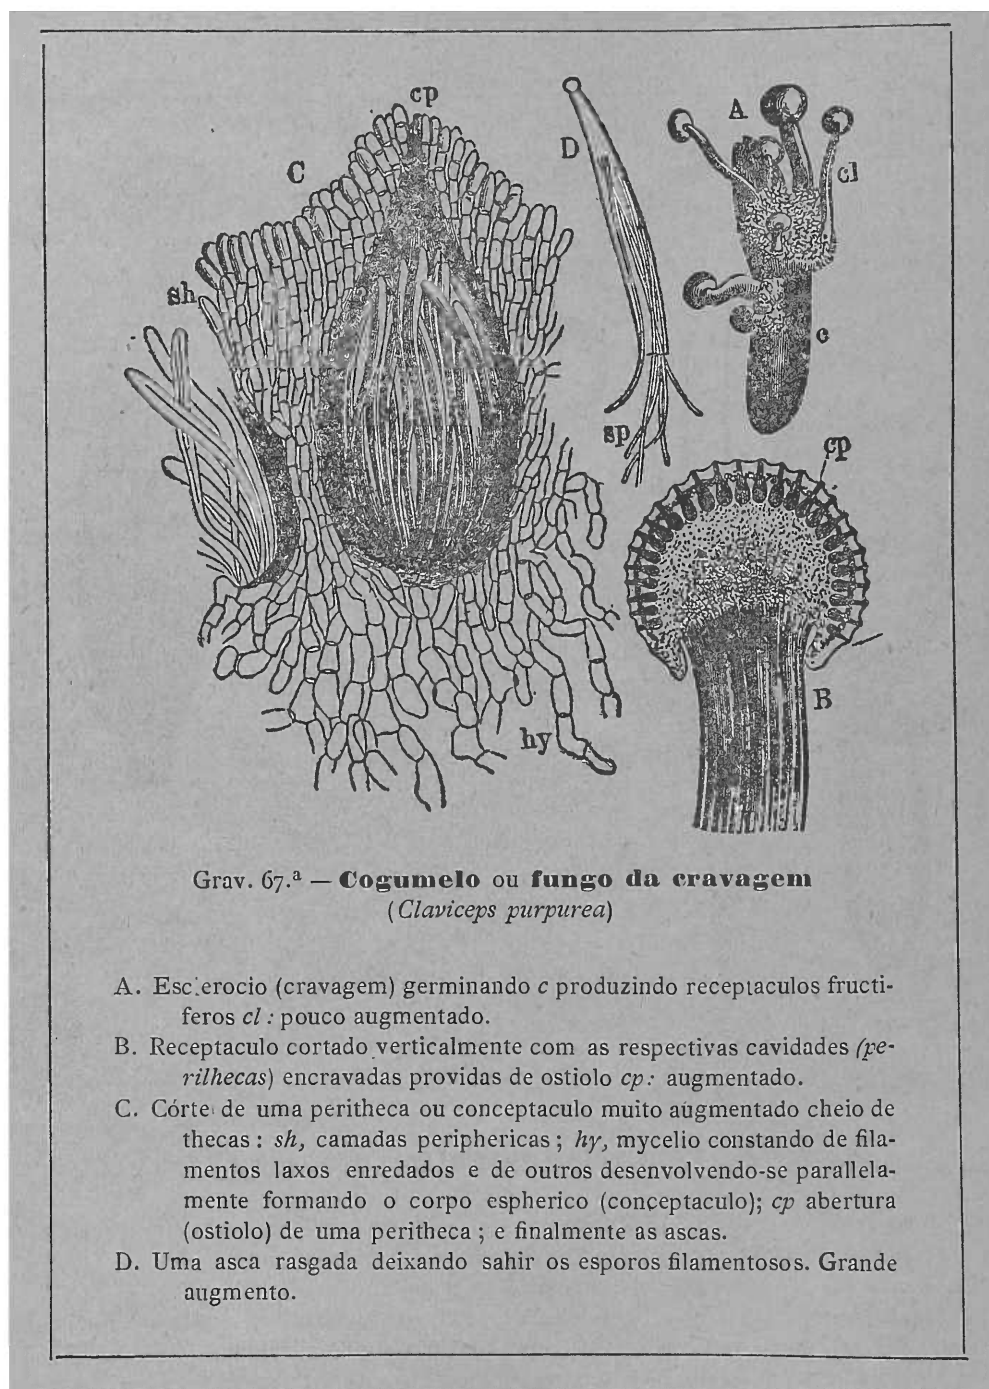 cp
C
D
A
cl
sh
c
sp
cp
B
hy
Grav. 67.ª — Cogumelo ou fungo da cravagem
(Claviceps purpurea)
A. Esclerocio (cravagem) germinando c produzindo receptaculos fructi-
feros cl : pouco augmentado.
B. Receptaculo cortado verticalmente com as respectivas cavidades (pe-
rilhecas) encravadas providas de ostiolo cp : augmentado.
C. Córte de uma peritheca ou conceptaculo muito augmentado cheio de
thecas : sh, camadas periphericas ; hy, mycelio constando de fila-
mentos laxos enredados e de outros desenvolvendo-se parallela-
mente formando o corpo espherico (conceptaculo); cp abertura
(ostiolo) de uma peritheca ; e finalmente as ascas.
D. Uma asca rasgada deixando sahir os esporos filamentosos. Grande
augmento.